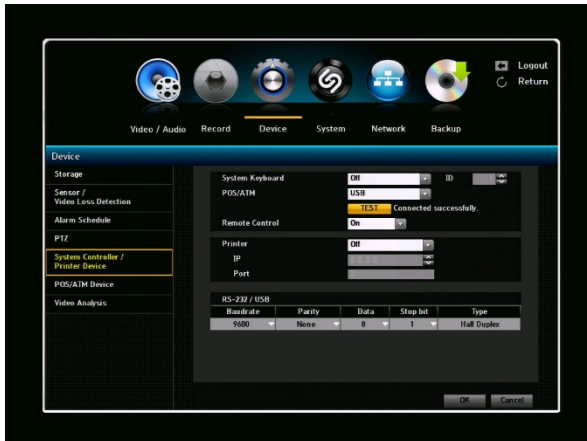 Logout
Return
Video / Audio Record Device System Network Backup
Device
Storage
Sensor /
Video Loss Detection
Alarm Schedule
PTZ
System Controller /
Printer Device
POS/ATM Device
Video Analysis
System Keyboard Off ID
POS/ATM USB
TEST Connected successfully.
Remote Control On
Printer Off
IP
Port
RS-232 / USB
Baudrate Parity Data Stop bit Type
9600 None 8 1 Half Duplex
OK Cancel